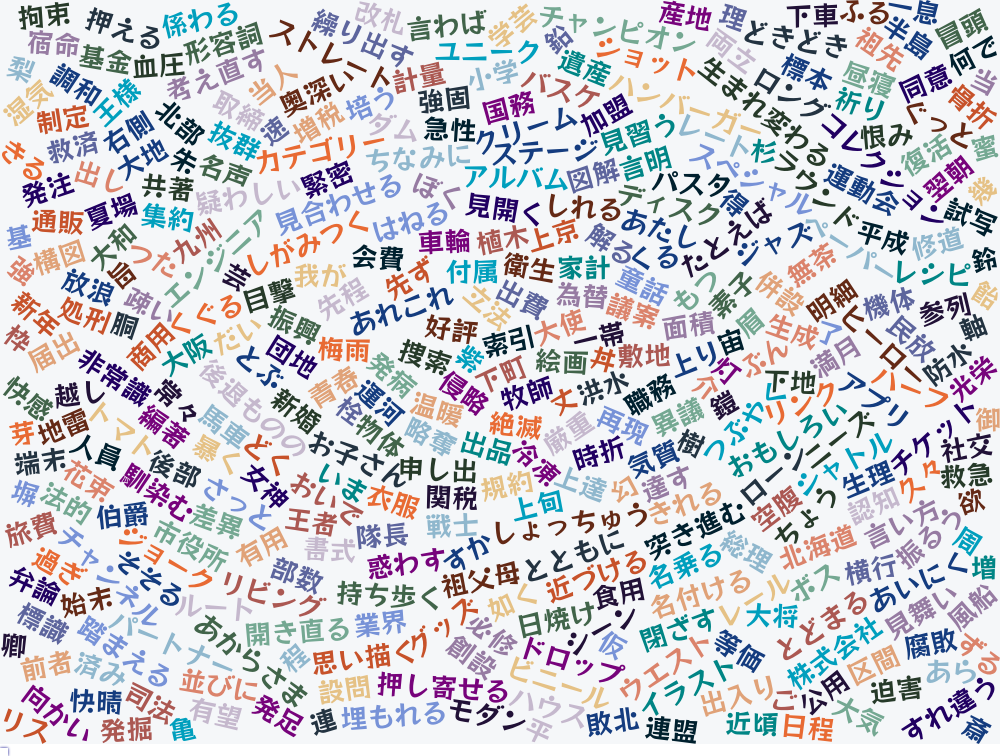 拘束
押える
係わる
繰り出す
改札
言わば
学芸
チャンピオン
産地
理
下車
ふる
一息
半島
冒頭
宿命
基金
血圧
形容詞
ストレート
ユニーク
鉛
ショット
両立
どきどき
祖先
何で
梨
調和
王様
考え直す
当人
奥深い
計量
小学
遺産
生まれ変わる
標本
昼寝
同意
当
湿気
制定
北部
取締
速
増税
培う
強固
国務
バスケ
加盟
ハンバーガー
ロング
祈り
骨折
救済
右側
抜群
ダム
急性
クリーム
見習う
レート
コレクション
恨み
ぐっと
きる
大地
朱
名声
カテゴリー
ちなみに
ステージ
言明
スペシャル
杉
ラウンド
復活
蜜
発注
出し
共著
疑わしい
緊密
アルバム
図解
パスタ
運動会
翌朝
通販
夏場
集約
見合わせる
ぼく
見開く
しれる
ディスク
得
試写
基
構図
大和
つた
九州
エンジニア
しがみつく
はねる
車輪
植木
上京
解る
あたし
たとえば
ジャズ
ペーパー
平成
修道
鈴
強
放浪
旨
芸
我が
会費
先ず
付属
衛生
家計
くる
童話
もつ
素子
併設
無茶
レンピ
飴
新年
処刑
胴
疎い
くぐる
目撃
先程
あれこれ
立法
出費
為替
議案
面積
明細
機体
参列
軸
枠
届出
商用
大阪
だい
振興
梅雨
好評
索引
大使
一帯
宙
眉
生成
ア
ヒーロー
民放
防水
非常識
常々
とぶ
団地
発病
捜索
紫
下町
絵画
丼
敷地
上り
灯
ぶん
満月
光栄
快感
越し
後退
ものの
新婚
青春
運河
侵略
牧師
丈
洪水
職務
介
鎧
下地
リンク
アプリ
ハーフ
芽
地雷
トマト
編著
馬車
どく
お子さん
俗
物体
温暖
略奪
絶滅
厳重
再現
異議
つぶやく
おもしろい
チケット
御
端末
人員
後部
暴く
女神
いま
申し出
出品
冷凍
時折
気質
樹
ローン
ニーズ
シャトル
社交
塀
法的
花束
馴染む
さっと
おいで
衣服
関税
規約
上達
幻
達す
空腹
生理
久々
救急
旅費
伯爵
差異
王者
隊長
戦士
上旬
しょっちゅう
きれる
突き進む
ちょう
認知
言い方
欲
チャンネル
ジョーク
市役所
有用
書式
惑わす
すか
とともに
総理
北海道
振るう
周
過ぎ
そそる
リビング
部数
持ち歩く
祖父母
近づける
名乗る
レール
ボス
横行
あいにく
増
弁論
始末
ルート
業界
グッズ
如く
日焼け
食用
名付ける
大将
とどまる
見舞い
風船
標識
踏まえる
パートナー
あからさま
開き直る
必修
シーン
仮
閉ざす
等価
株式会社
腐敗
する
卿
前者
済み
並びに
程
思い描く
創設
ドロップ
ウエスト
イラスト
区間
あら
向かい
快晴
司法
有望
発足
設問
押し寄せる
ビニール
ハウス
出入り
ご
公用
迫害
すれ違う
リス
発掘
亀
連
埋もれる
モダン
平
敗北
連盟
近頃
日程
大気
斎